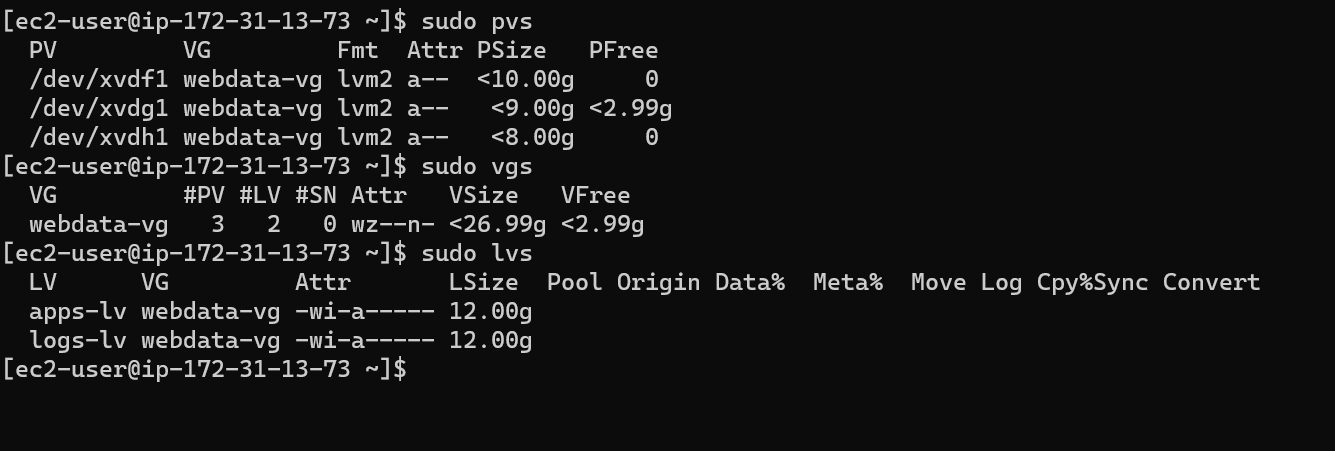 [ec2-user@ip-172-31-13-73 ~]$ sudo pvs
  PV         VG         Fmt  Attr PSize   PFree
  /dev/xvdf1 webdata-vg lvm2 a--  <10.00g     0
  /dev/xvdg1 webdata-vg lvm2 a--   <9.00g <2.99g
  /dev/xvdh1 webdata-vg lvm2 a--   <8.00g     0
[ec2-user@ip-172-31-13-73 ~]$ sudo vgs
  VG         #PV #LV #SN Attr   VSize   VFree
  webdata-vg   3   2   0 wz--n- <26.99g <2.99g
[ec2-user@ip-172-31-13-73 ~]$ sudo lvs
  LV      VG         Attr       LSize  Pool Origin Data%  Meta%  Move Log Cpy%Sync Convert
  apps-lv webdata-vg -wi-a----- 12.00g
  logs-lv webdata-vg -wi-a----- 12.00g
[ec2-user@ip-172-31-13-73 ~]$